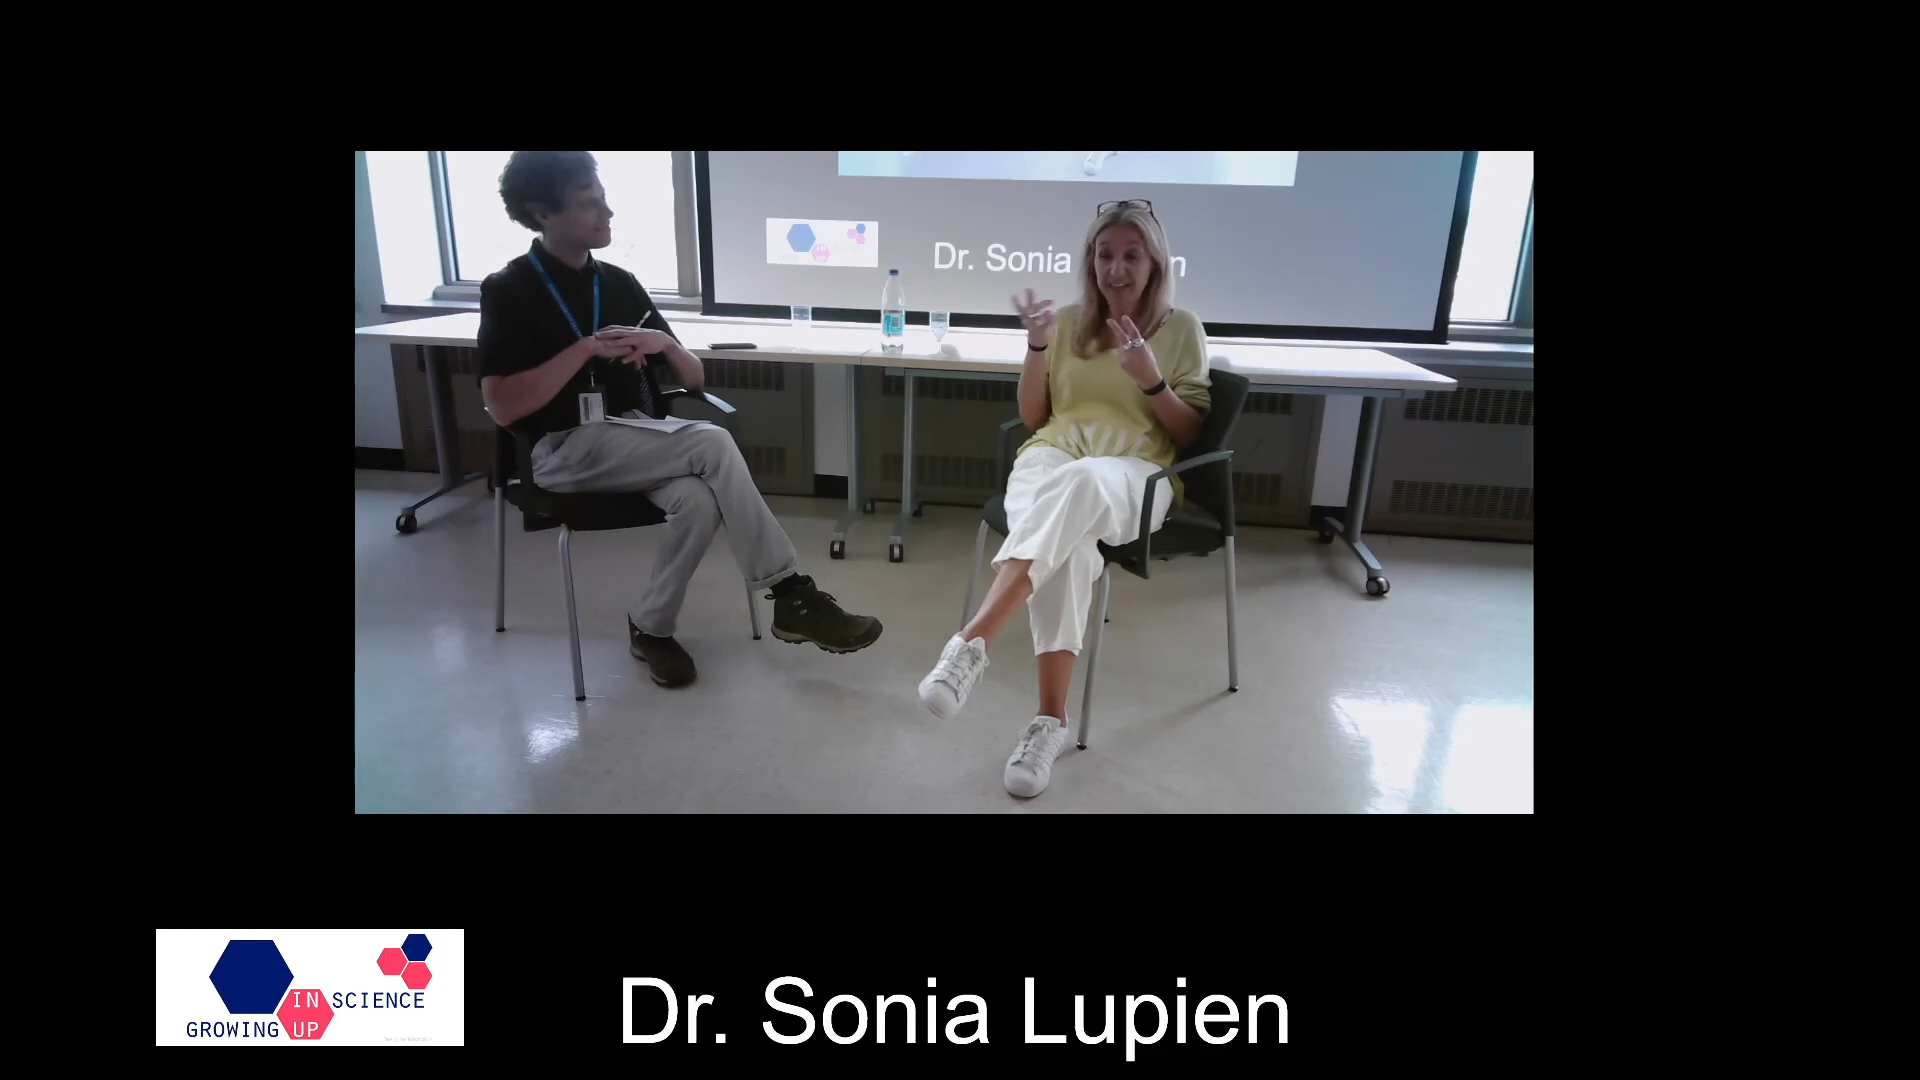 Dr. Sonia
n
IN SCIENCE
GROWING UP
Dr. Sonia Lupien